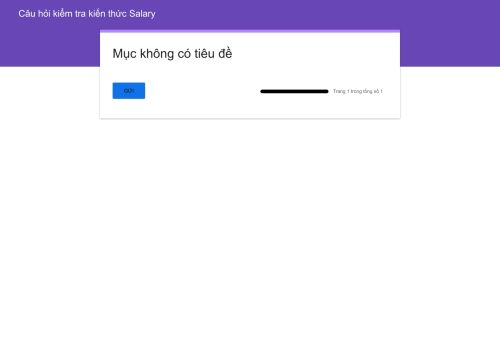 Câu hỏi kiểm tra kiến thức Salary
Mục không có tiêu đề
GỬI
Trang 1 trong tổng số 1